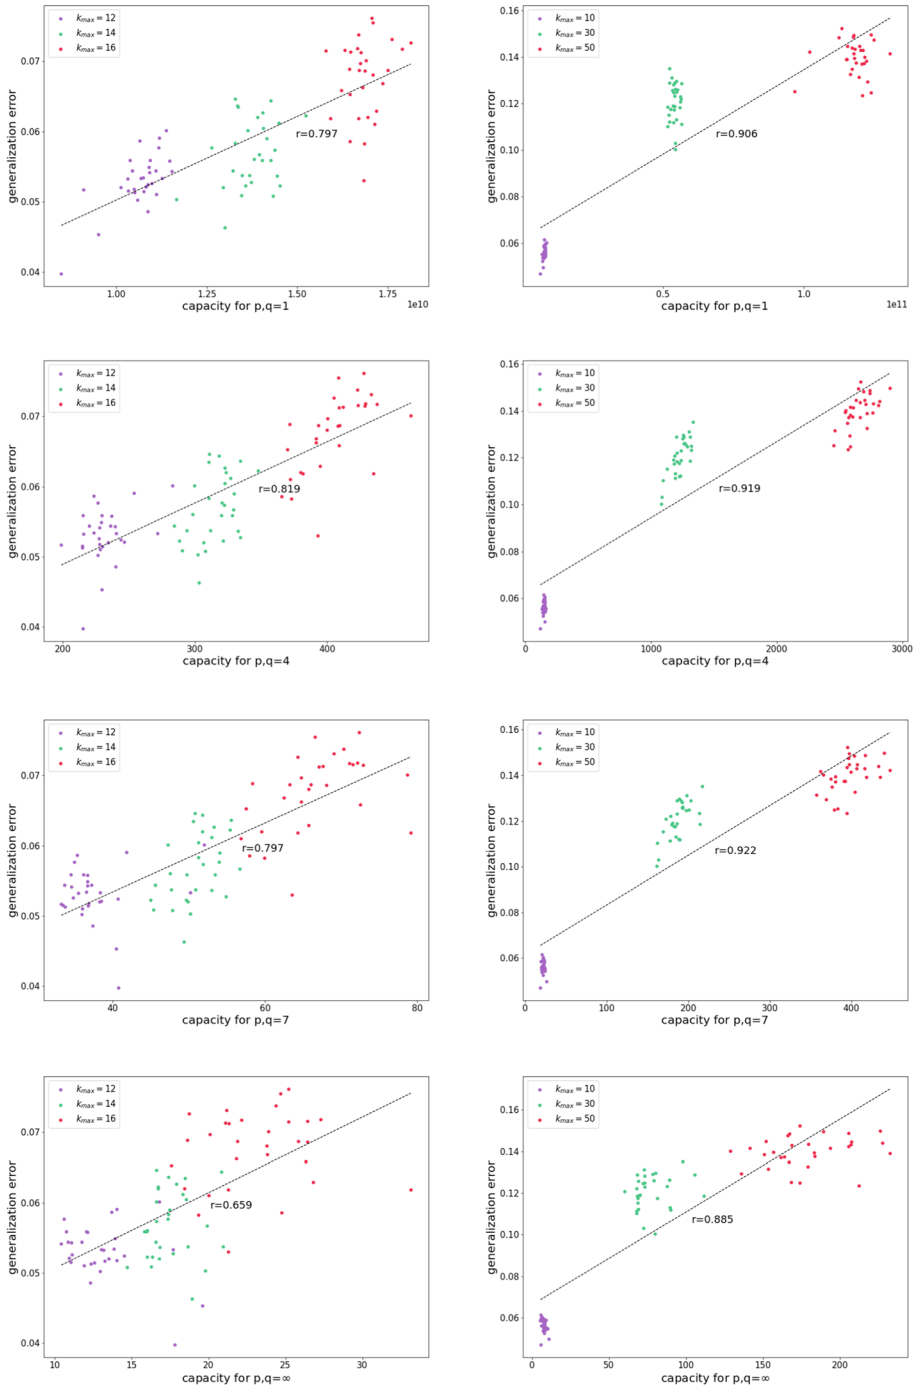 k_max = 12
k_max = 14
k_max = 16
0.07
0.06
0.05
0.04
generalization error
r=0.797
1.00 1.25 1.50 1.75
1e10
capacity for p,q=1
k_max = 10
k_max = 30
k_max = 50
0.16
0.14
0.12
0.10
0.08
0.06
generalization error
r=0.906
0.5 1.0
1e11
capacity for p,q=1
k_max = 12
k_max = 14
k_max = 16
0.07
0.06
0.05
0.04
generalization error
r=0.819
200 300 400
capacity for p,q=4
k_max = 10
k_max = 30
k_max = 50
0.16
0.14
0.12
0.10
0.08
0.06
generalization error
r=0.919
0 1000 2000 3000
capacity for p,q=4
k_max = 12
k_max = 14
k_max = 16
0.07
0.06
0.05
0.04
generalization error
r=0.797
40 60 80
capacity for p,q=7
k_max = 10
k_max = 30
k_max = 50
0.16
0.14
0.12
0.10
0.08
0.06
generalization error
r=0.922
0 100 200 300 400
capacity for p,q=7
k_max = 12
k_max = 14
k_max = 16
0.07
0.06
0.05
0.04
generalization error
r=0.659
10 15 20 25 30
capacity for p,q=∞
k_max = 10
k_max = 30
k_max = 50
0.16
0.14
0.12
0.10
0.08
0.06
generalization error
r=0.885
0 50 100 150 200
capacity for p,q=∞